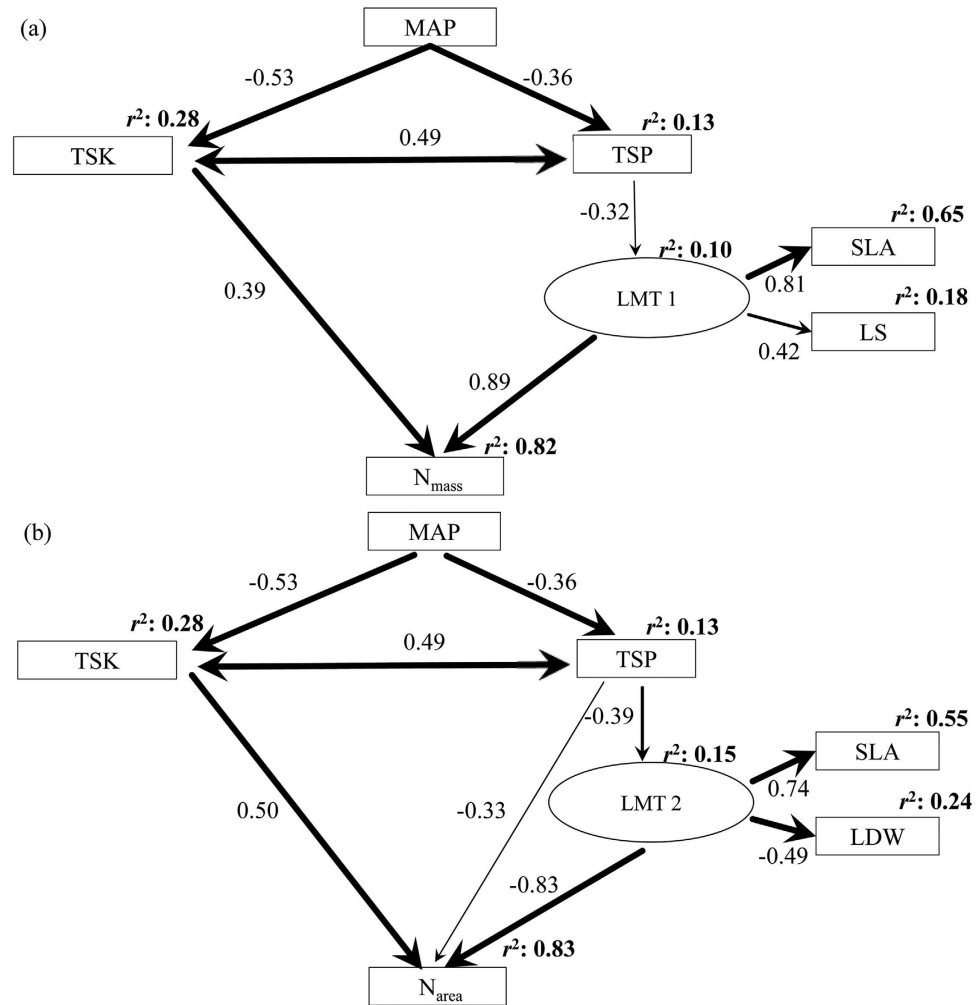 (a)
MAP
-0.53
-0.36
r²: 0.28
r²: 0.13
TSK
0.49
TSP
-0.32
r²: 0.65
r²: 0.10
SLA
0.81
LMT 1
r²: 0.18
0.39
LS
0.42
0.89
r²: 0.82
Nmass
(b)
MAP
-0.53
-0.36
r²: 0.28
r²: 0.13
TSK
0.49
TSP
-0.39
r²: 0.55
r²: 0.15
SLA
0.74
LMT 2
r²: 0.24
0.50
-0.33
LDW
-0.49
-0.83
r²: 0.83
Narea